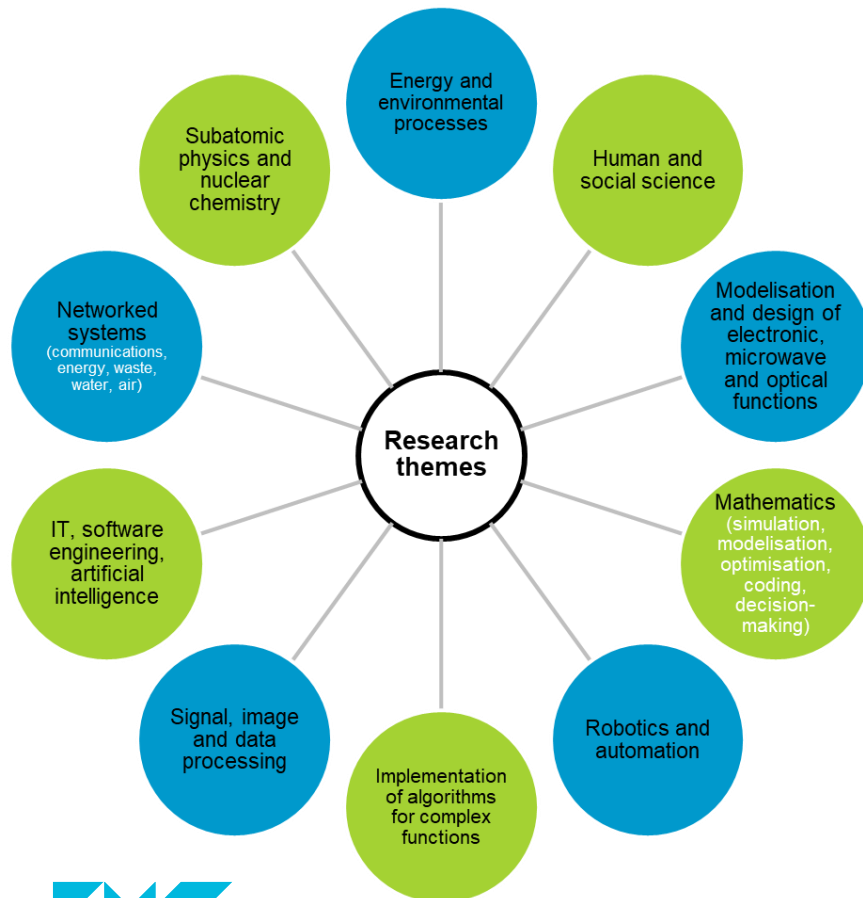 Energy and
environmental
processes
Human and
social science
Modelisation
and design of
electronic,
microwave
and optical
functions
Mathematics
(simulation,
modelisation,
optimisation,
coding,
decision-
making)
Robotics and
automation
Implementation
of algorithms
for complex
functions
Signal, image
and data
processing
IT, software
engineering,
artificial
intelligence
Networked
systems
(communications,
energy, waste,
water, air)
Subatomic
physics and
nuclear
chemistry
Research
themes